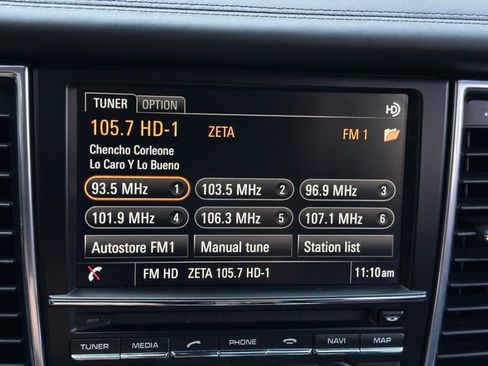 TUNER OPTION HD
105.7 HD-1 ZETA FM 1
Chencho Corleone
Lo Caro Y Lo Bueno
93.5 MHz 1 103.5 MHz 2 96.9 MHz 3
101.9 MHz 4 106.3 MHz 5 107.1 MHz 6
Autostore FM1 Manual tune Station list
FM HD ZETA 105.7 HD-1 11:10 am
TUNER MEDIA PHONE NAVI MAP